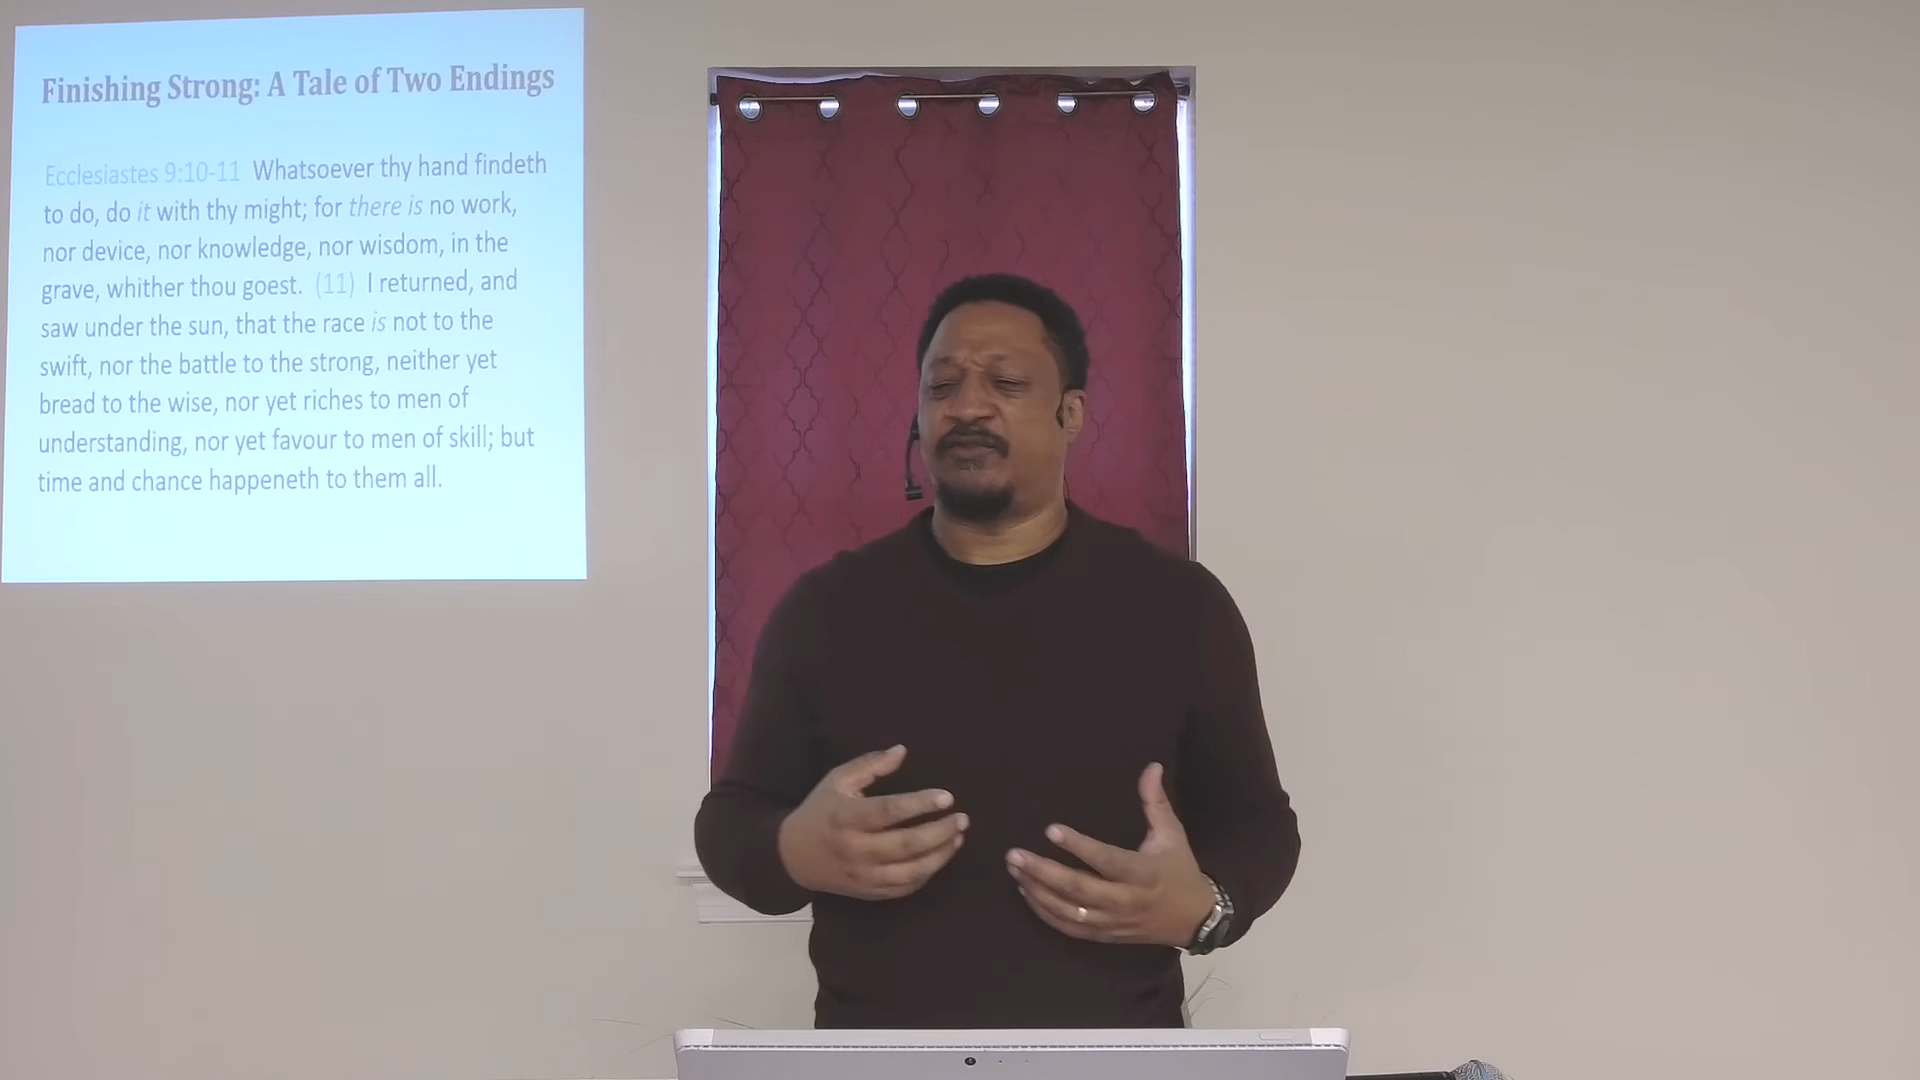 Finishing Strong: A Tale of Two Endings
Ecclesiastes 9:10-11 Whatsoever thy hand findeth
to do, do it with thy might; for there is no work,
nor device, nor knowledge, nor wisdom, in the
grave, whither thou goest. (11) I returned, and
saw under the sun, that the race is not to the
swift, nor the battle to the strong, neither yet
bread to the wise, nor yet riches to men of
understanding, nor yet favour to men of skill; but
time and chance happeneth to them all.